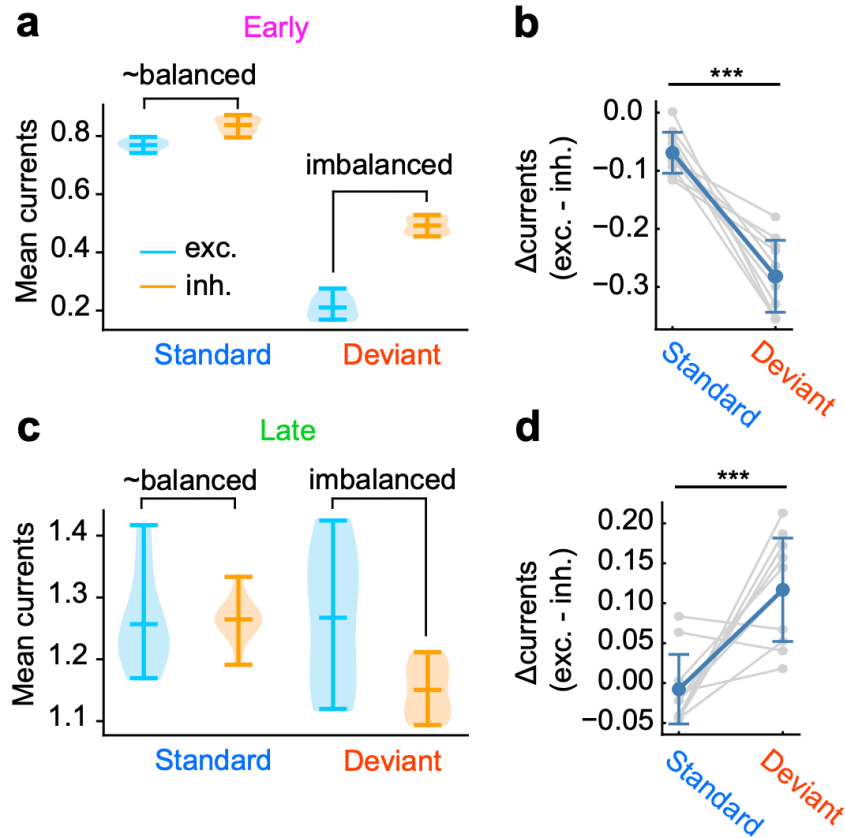 a
Early
~balanced
imbalanced
Mean currents
0.8
0.6
0.4
0.2
exc.
inh.
Standard
Deviant
b
***
Δcurrents
(exc. - inh.)
0.0
−0.1
−0.2
−0.3
Standard
Deviant
c
Late
~balanced
imbalanced
Mean currents
1.4
1.3
1.2
1.1
Standard
Deviant
d
***
Δcurrents
(exc. - inh.)
0.20
0.15
0.10
0.05
0.00
−0.05
Standard
Deviant